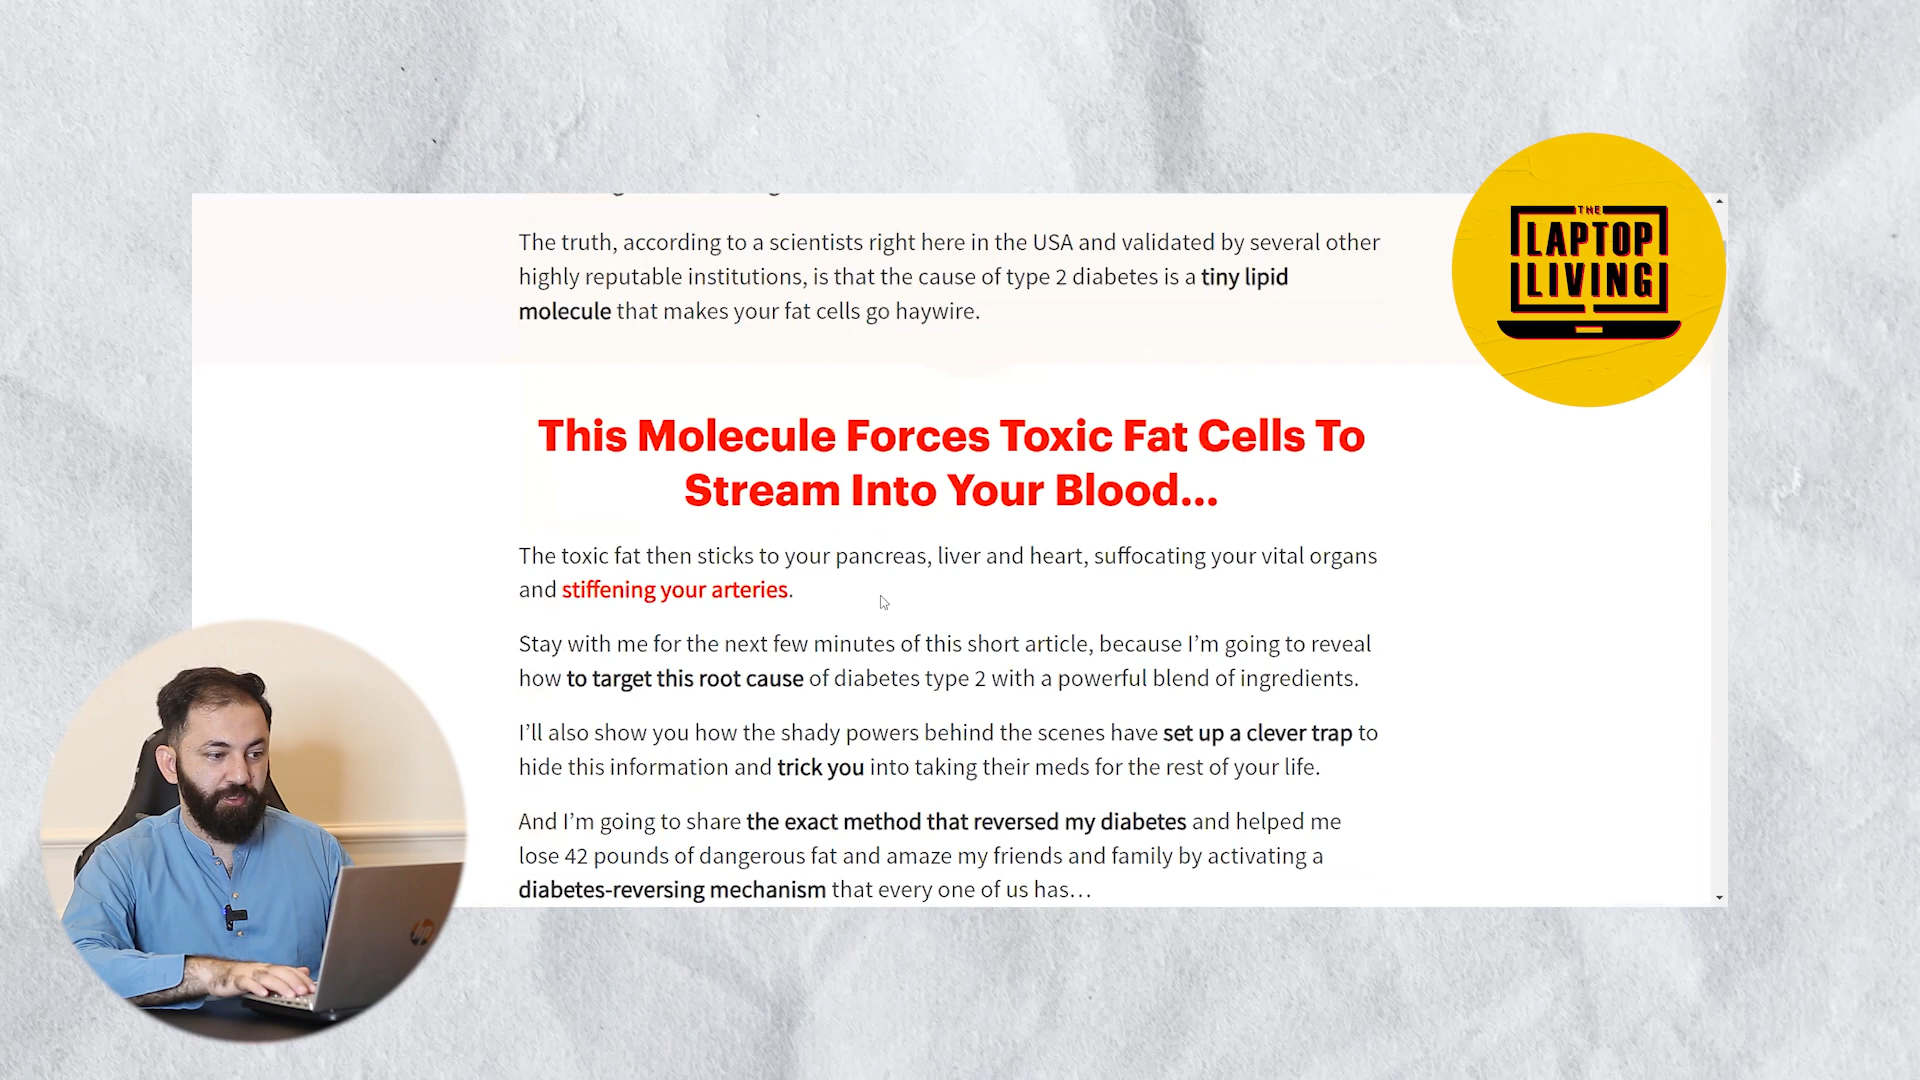 The truth, according to a scientists right here in the USA and validated by several other
highly reputable institutions, is that the cause of type 2 diabetes is a tiny lipid
molecule that makes your fat cells go haywire.
THE
LAPTOP
LIVING
This Molecule Forces Toxic Fat Cells To
Stream Into Your Blood...
The toxic fat then sticks to your pancreas, liver and heart, suffocating your vital organs
and stiffening your arteries.
Stay with me for the next few minutes of this short article, because I’m going to reveal
how to target this root cause of diabetes type 2 with a powerful blend of ingredients.
I’ll also show you how the shady powers behind the scenes have set up a clever trap to
hide this information and trick you into taking their meds for the rest of your life.
And I’m going to share the exact method that reversed my diabetes and helped me
lose 42 pounds of dangerous fat and amaze my friends and family by activating a
diabetes-reversing mechanism that every one of us has…
hp